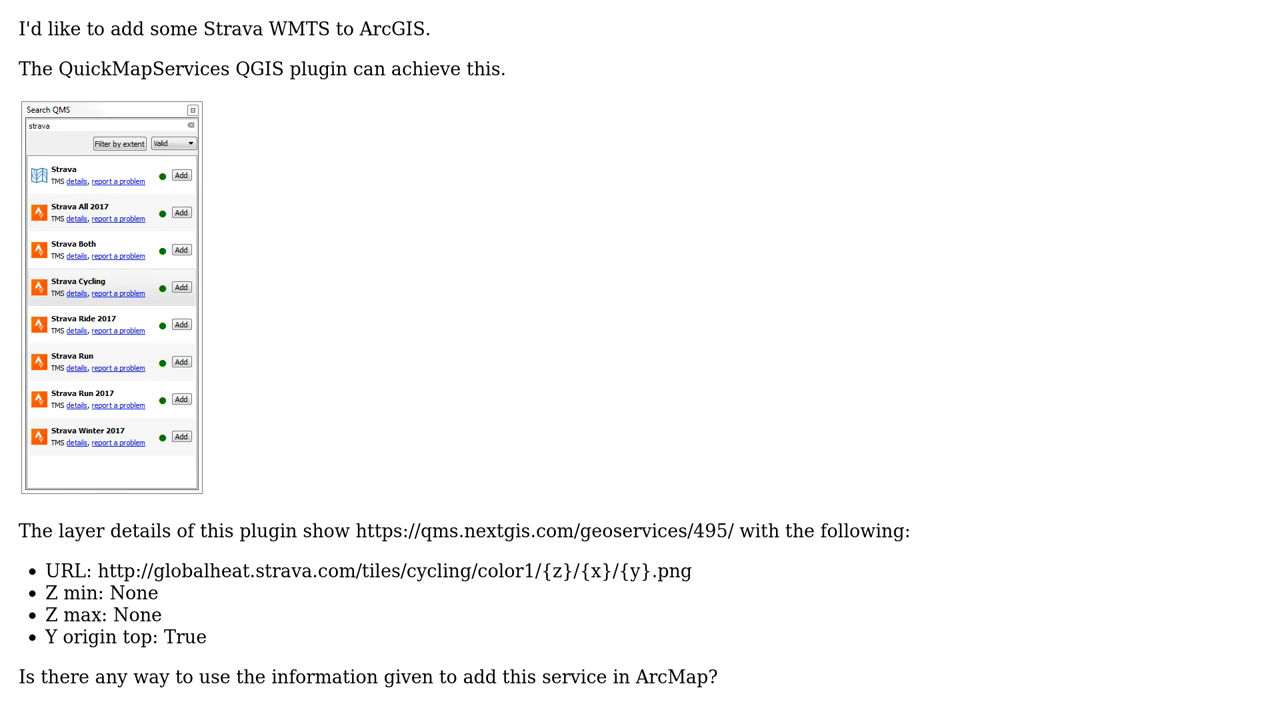 I'd like to add some Strava WMTS to ArcGIS.
The QuickMapServices QGIS plugin can achieve this.
Search QMS
strava
Filter by extent Valid
Strava
TMS details, report a problem Add
Strava All 2017
TMS details, report a problem Add
Strava Both
TMS details, report a problem Add
Strava Cycling
TMS details, report a problem Add
Strava Ride 2017
TMS details, report a problem Add
Strava Run
TMS details, report a problem Add
Strava Run 2017
TMS details, report a problem Add
Strava Winter 2017
TMS details, report a problem Add
The layer details of this plugin show https://qms.nextgis.com/geoservices/495/ with the following:
• URL: http://globalheat.strava.com/tiles/cycling/color1/{z}/{x}/{y}.png
• Z min: None
• Z max: None
• Y origin top: True
Is there any way to use the information given to add this service in ArcMap?